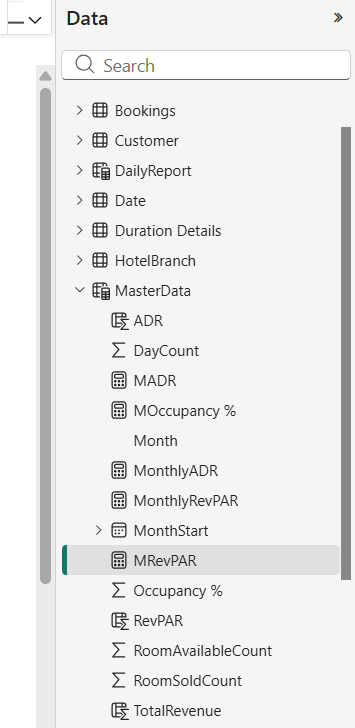 Data
Search
Bookings
Customer
DailyReport
Date
Duration Details
HotelBranch
MasterData
ADR
DayCount
MADR
MOccupancy %
Month
MonthlyADR
MonthlyRevPAR
MonthStart
MRevPAR
Occupancy %
RevPAR
RoomAvailableCount
RoomSoldCount
TotalRevenue